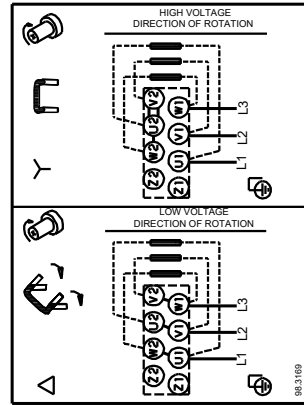 HIGH VOLTAGE
DIRECTION OF ROTATION
Z2 W2 U2 V2
Z1 U1 V1 W1
L1 L2 L3
LOW VOLTAGE
DIRECTION OF ROTATION
Z2 W2 U2 V2
Z1 U1 V1 W1
L1 L2 L3
98.3169